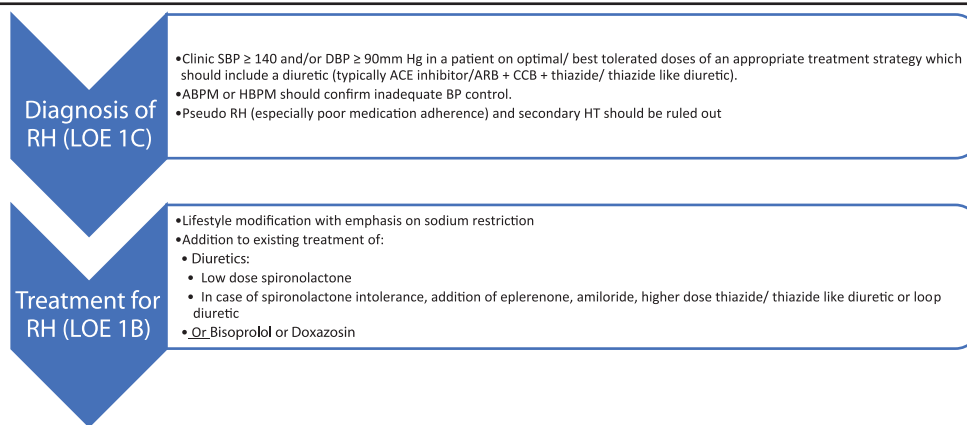 Diagnosis of
RH (LOE 1C)
•Clinic SBP ≥ 140 and/or DBP ≥ 90mm Hg in a patient on optimal/ best tolerated doses of an appropriate treatment strategy which
should include a diuretic (typically ACE inhibitor/ARB + CCB + thiazide/ thiazide like diuretic).
•ABPM or HBPM should confirm inadequate BP control.
•Pseudo RH (especially poor medication adherence) and secondary HT should be ruled out
Treatment for
RH (LOE 1B)
•Lifestyle modification with emphasis on sodium restriction
•Addition to existing treatment of:
• Diuretics:
• Low dose spironolactone
• In case of spironolactone intolerance, addition of eplerenone, amiloride, higher dose thiazide/ thiazide like diuretic or loop
diuretic
• Or Bisoprolol or Doxazosin